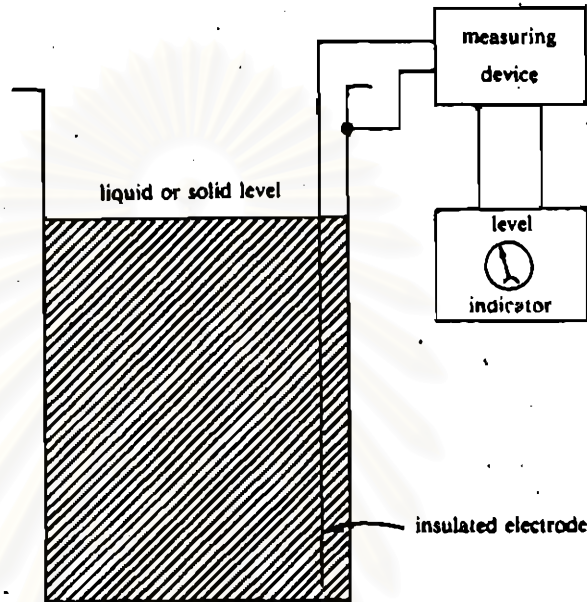 measuring
device
liquid or solid level
level
indicator
insulated electrode